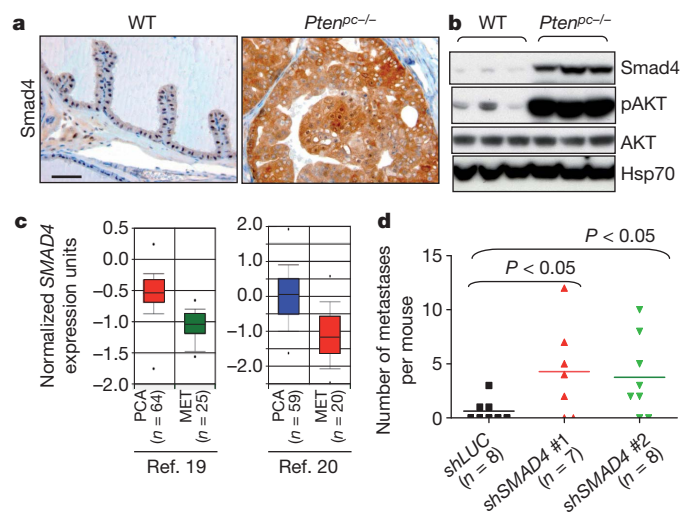 a
WT
Pten^pc–/–
Smad4
b
WT
Pten^pc–/–
Smad4
pAKT
AKT
Hsp70
c
Normalized SMAD4
expression units
0.5
0.0
–0.5
–1.0
–1.5
–2.0
PCA
(n = 64)
MET
(n = 25)
Ref. 19
2.0
1.0
0.0
–1.0
–2.0
PCA
(n = 59)
MET
(n = 20)
Ref. 20
d
Number of metastases
per mouse
15
10
5
0
P < 0.05
P < 0.05
shLUC
(n = 8)
shSMAD4 #1
(n = 7)
shSMAD4 #2
(n = 8)